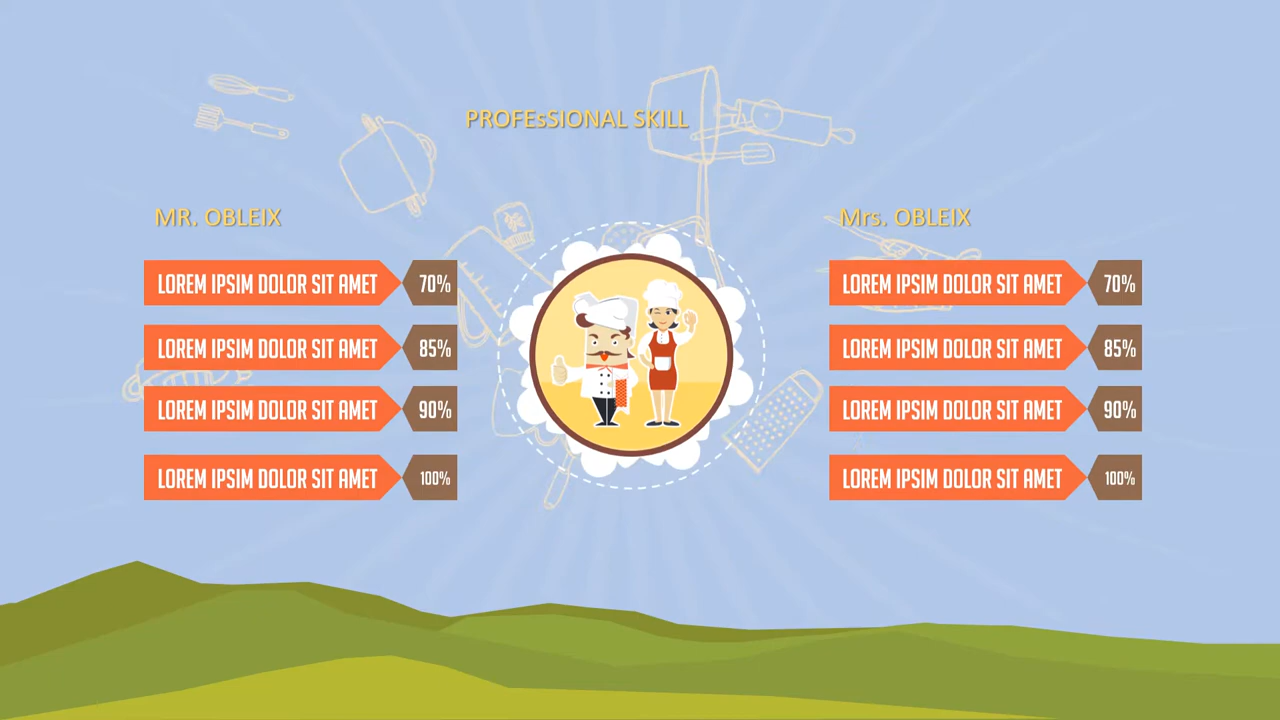 PROFEsSIONAL SKILL
MR. OBLEIX
LOREM IPSIM DOLOR SIT AMET 70%
LOREM IPSIM DOLOR SIT AMET 85%
LOREM IPSIM DOLOR SIT AMET 90%
LOREM IPSIM DOLOR SIT AMET 100%
Mrs. OBLEIX
LOREM IPSIM DOLOR SIT AMET 70%
LOREM IPSIM DOLOR SIT AMET 85%
LOREM IPSIM DOLOR SIT AMET 90%
LOREM IPSIM DOLOR SIT AMET 100%